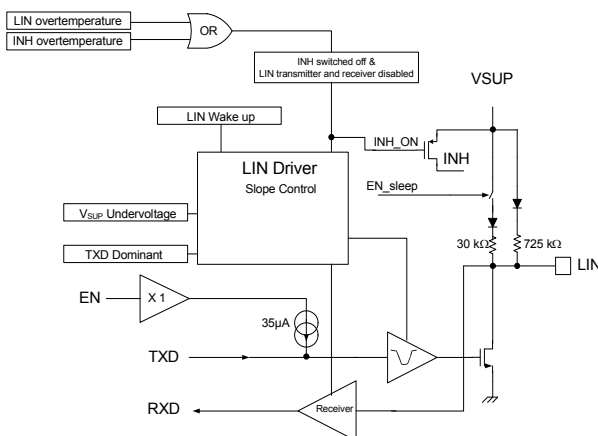 LIN overtemperature
INH overtemperature
OR
INH switched off &
LIN transmitter and receiver disabled
VSUP
LIN Wake up
INH_ON
INH
LIN Driver
Slope Control
EN_sleep
VSUP Undervoltage
TXD Dominant
30 kΩ
725 kΩ
LIN
EN
X 1
35µA
TXD
RXD
Receiver